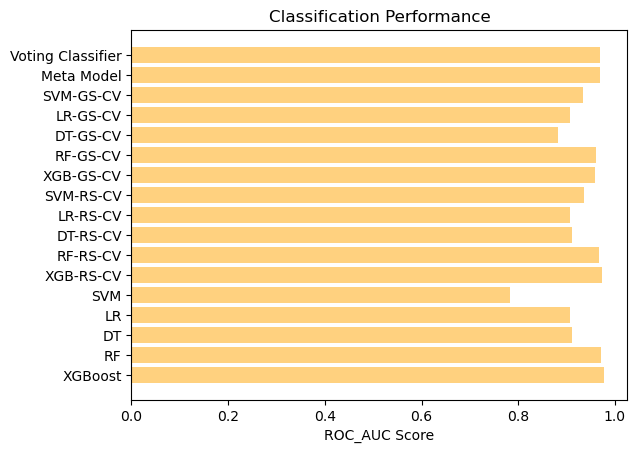 Classification Performance
Voting Classifier
Meta Model
SVM-GS-CV
LR-GS-CV
DT-GS-CV
RF-GS-CV
XGB-GS-CV
SVM-RS-CV
LR-RS-CV
DT-RS-CV
RF-RS-CV
XGB-RS-CV
SVM
LR
DT
RF
XGBoost
0.0 0.2 0.4 0.6 0.8 1.0
ROC_AUC Score